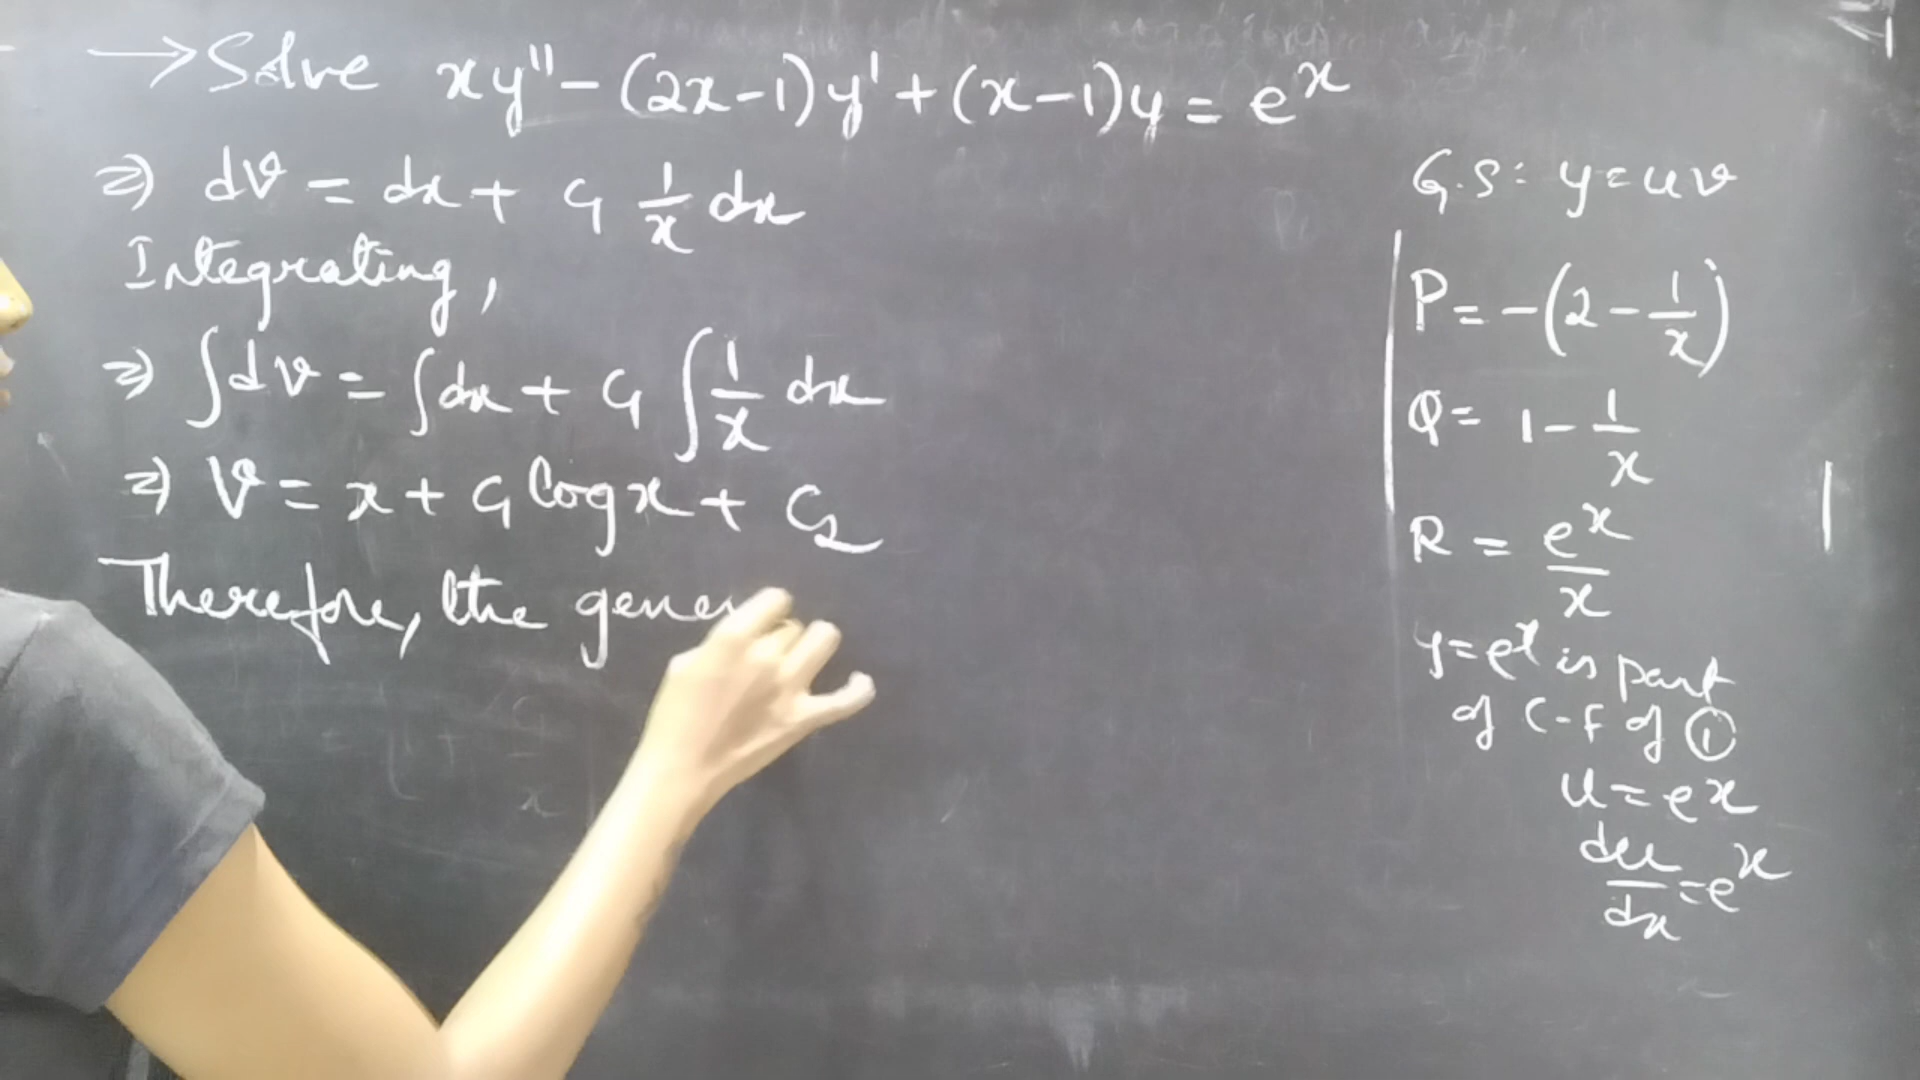 → Solve xy'' - (2x-1)y' + (x-1)y = e^x
⇒ dv = dx + C₁ 1/x dx
Integrating,
⇒ ∫dv = ∫dx + C₁ ∫ 1/x dx
⇒ v = x + C₁ log x + C₂
Therefore, the gener
G.S: y = uv
P = -(2 - 1/x)
Q = 1 - 1/x
R = e^x/x
y = e^x is part
of C-F of ①
u = e^x
du/dx = e^x